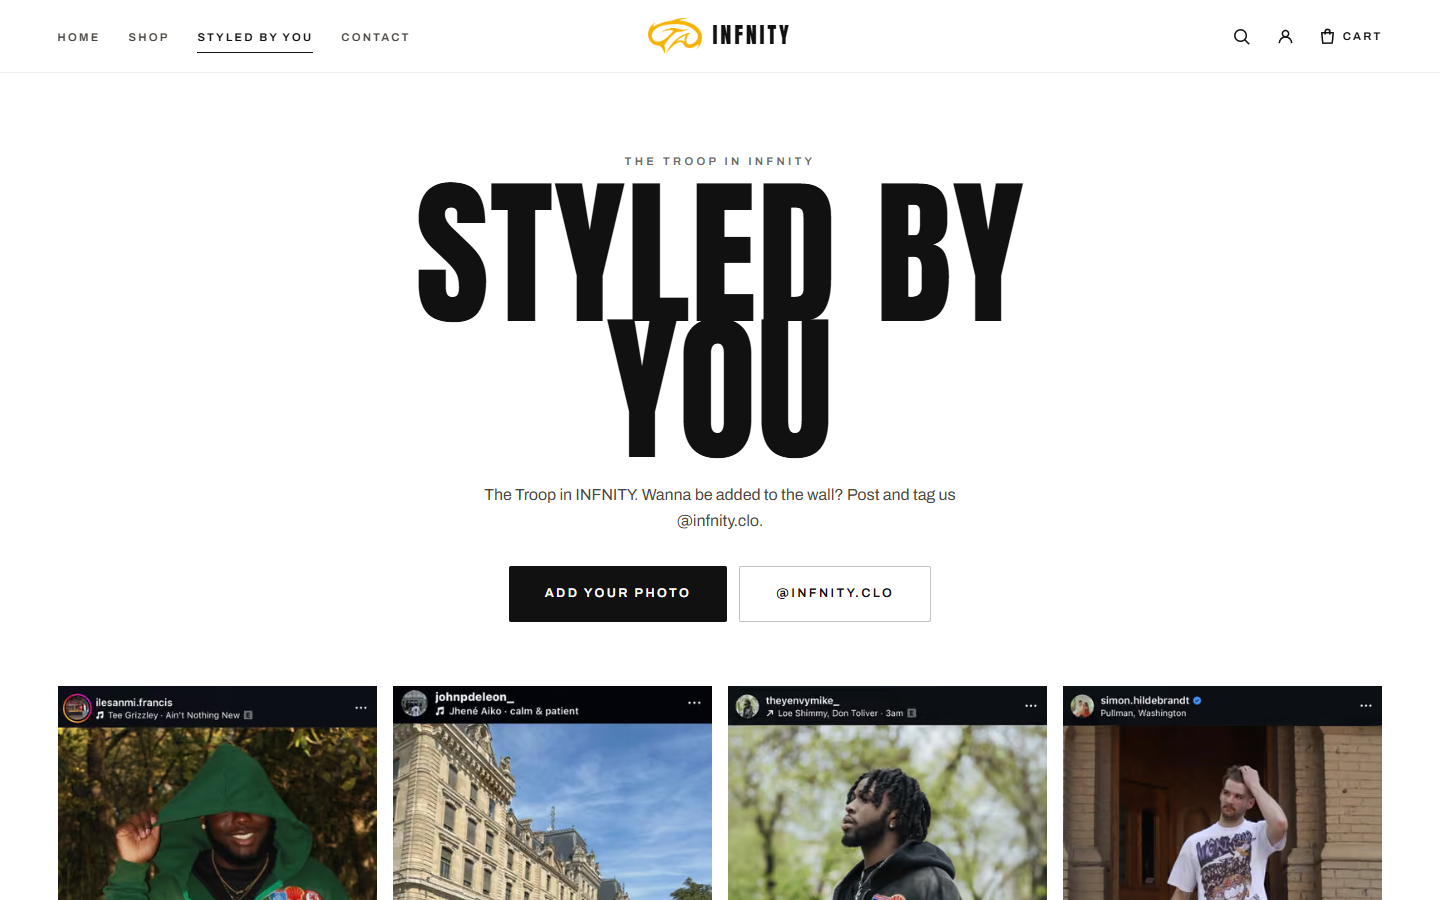 HOME
SHOP
STYLED BY YOU
CONTACT
INFNITY
CART
THE TROOP IN INFNITY
STYLED BY
YOU
The Troop in INFNITY. Wanna be added to the wall? Post and tag us
@infnity.clo.
ADD YOUR PHOTO
@INFNITY.CLO
ilesanmi.francis
Tee Grizzley · Ain't Nothing New E
johnpdeleon_
Jhené Aiko · calm & patient
theyenvymike_
Loe Shimmy, Don Toliver · 3am E
simon.hildebrandt
Pullman, Washington